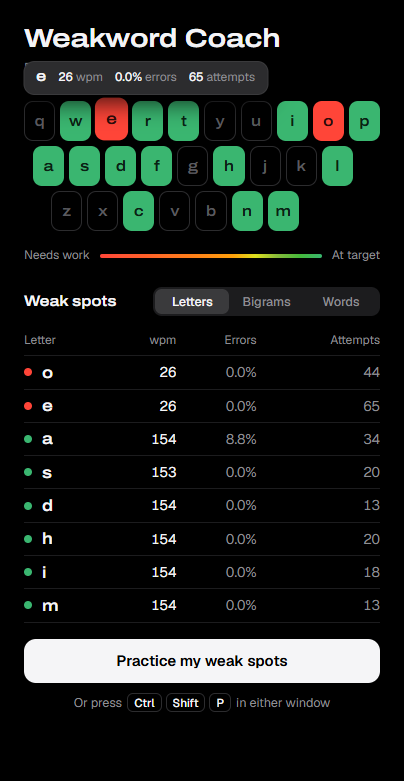 Weakword Coach
e 26 wpm 0.0% errors 65 attempts
q w e r t y u i o p
a s d f g h j k l
z x c v b n m
Needs work At target
Weak spots Letters Bigrams Words
Letter wpm Errors Attempts
o 26 0.0% 44
e 26 0.0% 65
a 154 8.8% 34
s 153 0.0% 20
d 154 0.0% 13
h 154 0.0% 20
i 154 0.0% 18
m 154 0.0% 13
Practice my weak spots
Or press Ctrl Shift P in either window